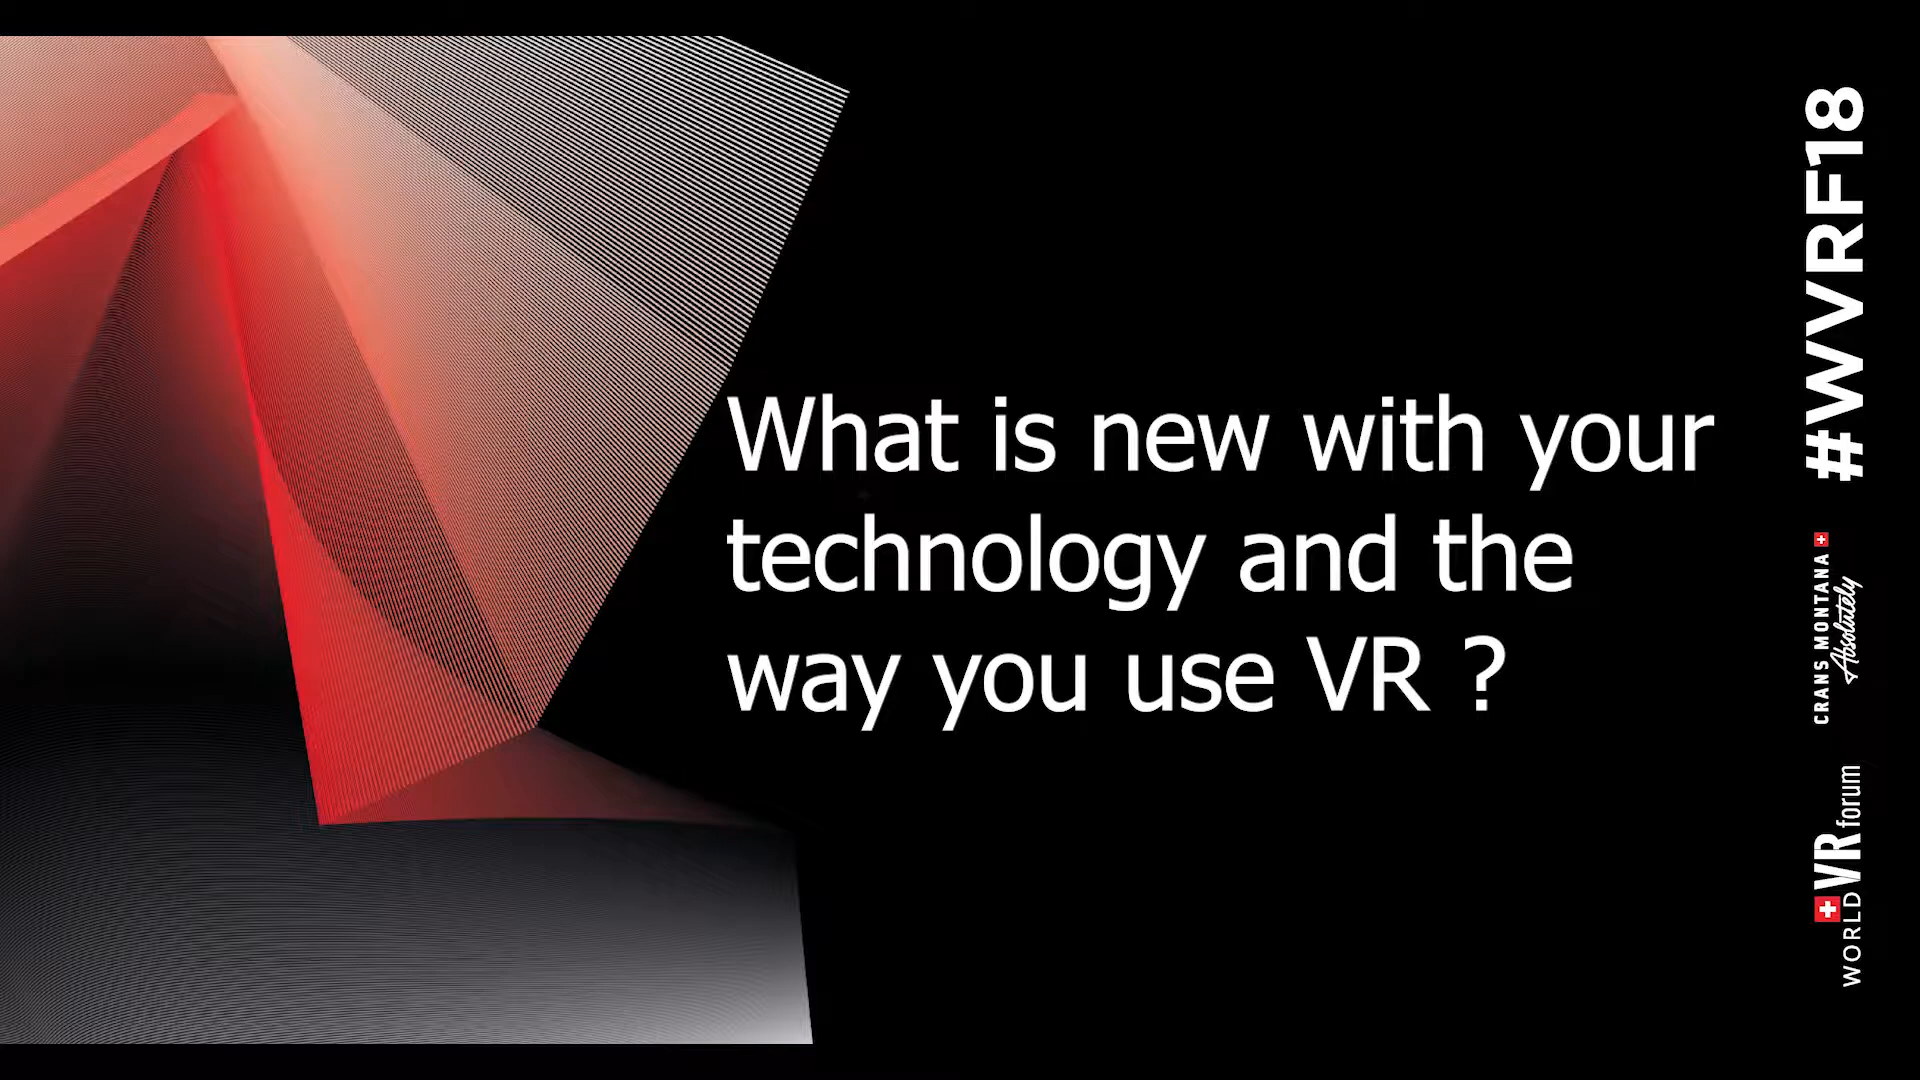 What is new with your
technology and the
way you use VR ?
#WVRF18
CRANS MONTANA
Absolutely
WORLD VR forum